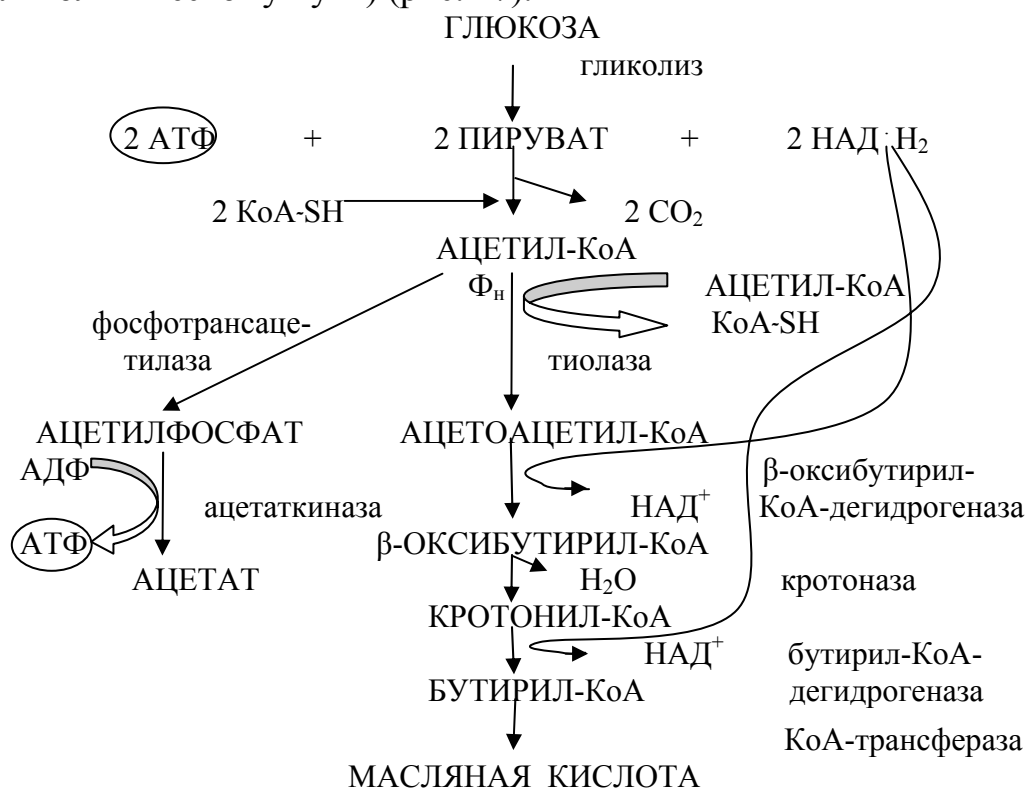 ГЛЮКОЗА
гликолиз
2 АТФ + 2 ПИРУВАТ + 2 НАД·Н₂
2 КоА-SH 2 СО₂
АЦЕТИЛ-КоА
Фн АЦЕТИЛ-КоА
КоА-SH
фосфотрансаце-
тилаза тиолаза
АЦЕТИЛФОСФАТ АЦЕТОАЦЕТИЛ-КоА
АДФ β-оксибутирил-
ацетаткиназа НАД⁺ КоА-дегидрогеназа
АТФ β-ОКСИБУТИРИЛ-КоА
АЦЕТАТ Н₂О кротоназа
КРОТОНИЛ-КоА
НАД⁺ бутирил-КоА-
БУТИРИЛ-КоА дегидрогеназа
КоА-трансфераза
МАСЛЯНАЯ КИСЛОТА